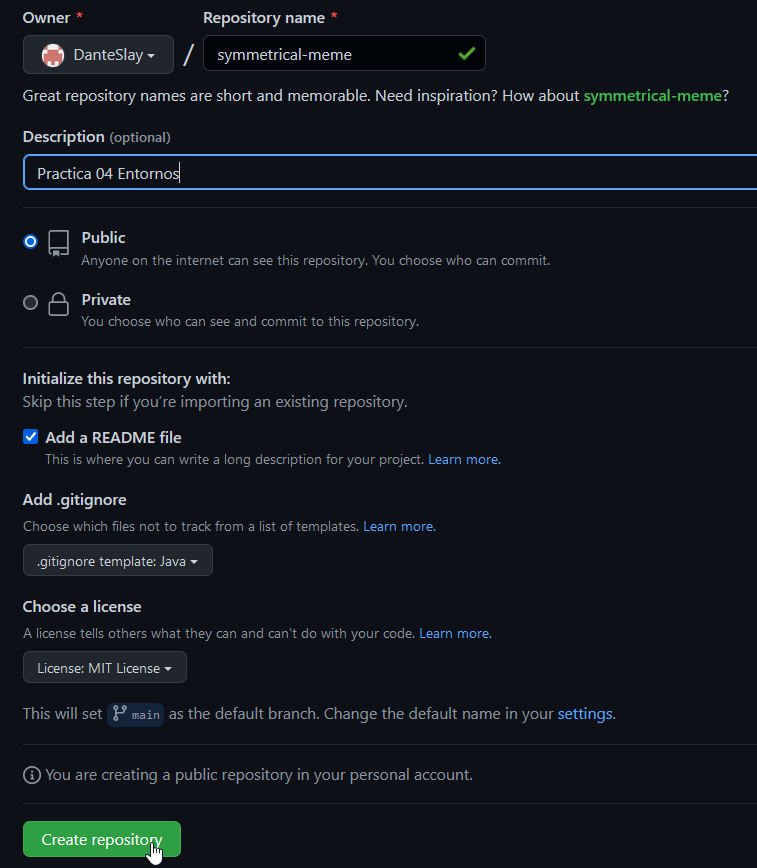 Owner * Repository name *
DanteSlay / symmetrical-meme
Great repository names are short and memorable. Need inspiration? How about symmetrical-meme?
Description (optional)
Practica 04 Entornos
Public
Anyone on the internet can see this repository. You choose who can commit.
Private
You choose who can see and commit to this repository.
Initialize this repository with:
Skip this step if you’re importing an existing repository.
Add a README file
This is where you can write a long description for your project. Learn more.
Add .gitignore
Choose which files not to track from a list of templates. Learn more.
.gitignore template: Java
Choose a license
A license tells others what they can and can't do with your code. Learn more.
License: MIT License
This will set main as the default branch. Change the default name in your settings.
You are creating a public repository in your personal account.
Create repository